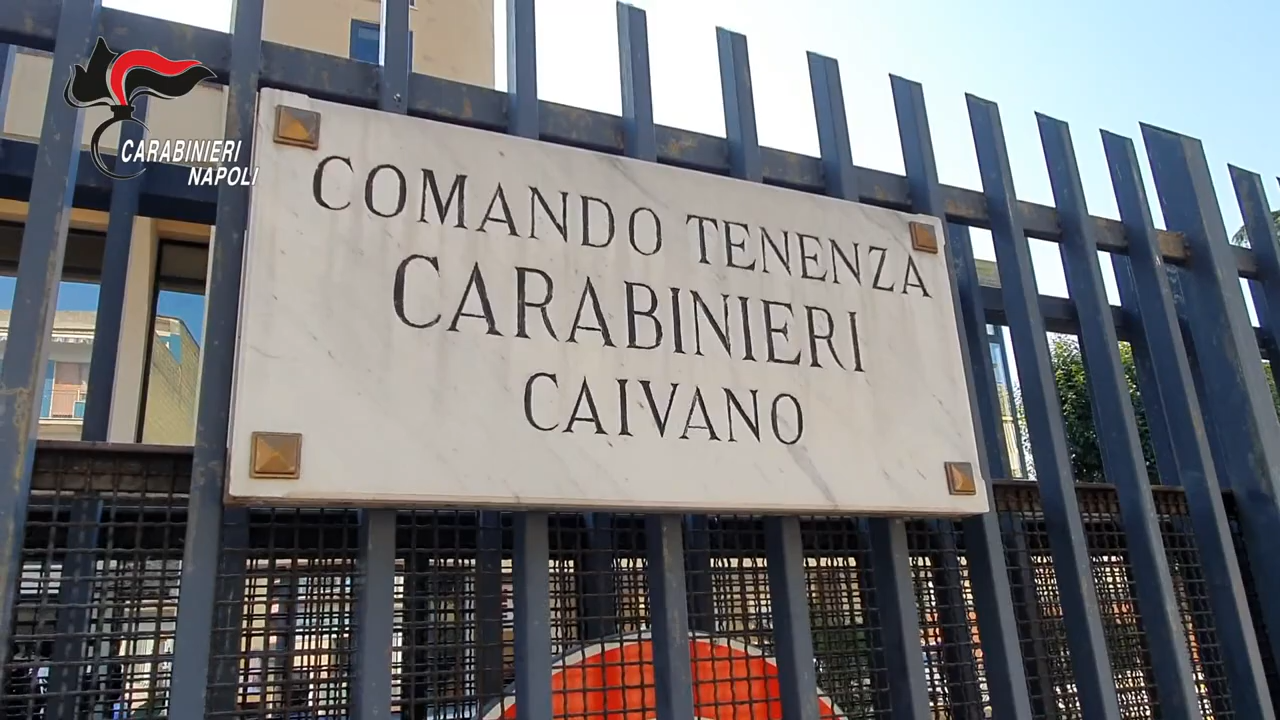 CARABINIERI
NAPOLI
COMANDO TENENZA
CARABINIERI
CAIVANO